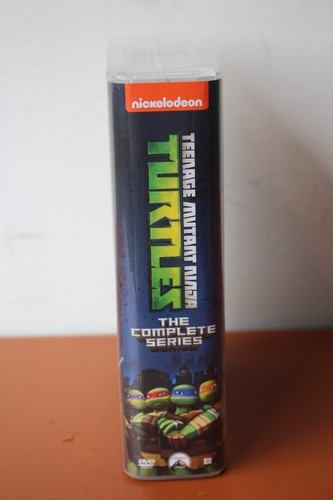 nickelodeon
TEENAGE MUTANT NINJA
TURTLES
THE
COMPLETE
SERIES
DVD